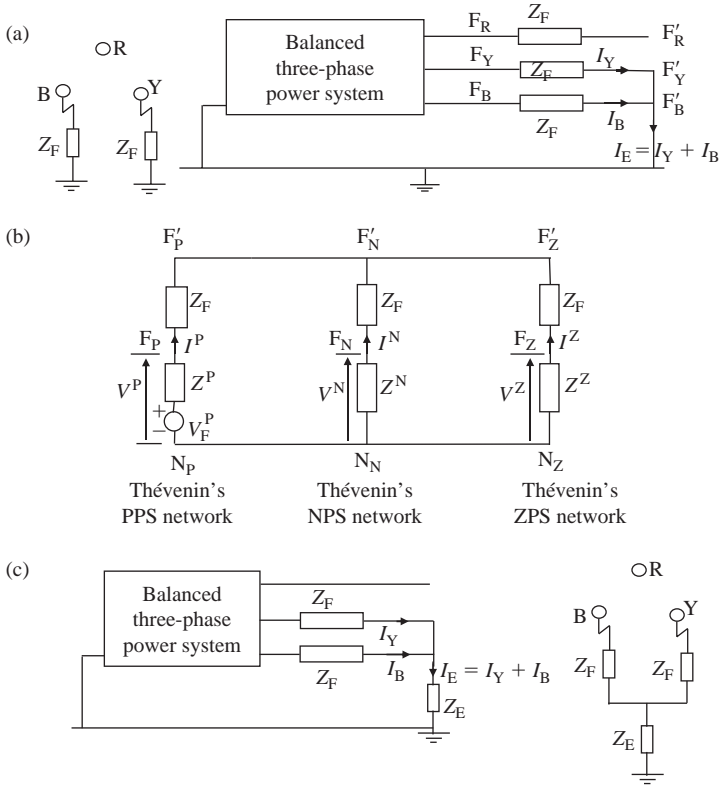 (a)
R
B
Y
Z_F
Z_F
Balanced
three-phase
power system
F_R
Z_F
F′_R
F_Y
Z_F
I_Y
F′_Y
F_B
Z_F
I_B
F′_B
I_E = I_Y + I_B
(b)
F′_P
F′_N
F′_Z
Z_F
Z_F
Z_F
F_P
I^P
F_N
I^N
F_Z
I^Z
V^P
Z^P
V^N
Z^N
V^Z
Z^Z
+
−
V_F^P
N_P
N_N
N_Z
Thévenin's
PPS network
Thévenin's
NPS network
Thévenin's
ZPS network
(c)
Balanced
three-phase
power system
Z_F
I_Y
Z_F
I_B
I_E = I_Y + I_B
Z_E
R
B
Y
Z_F
Z_F
Z_E